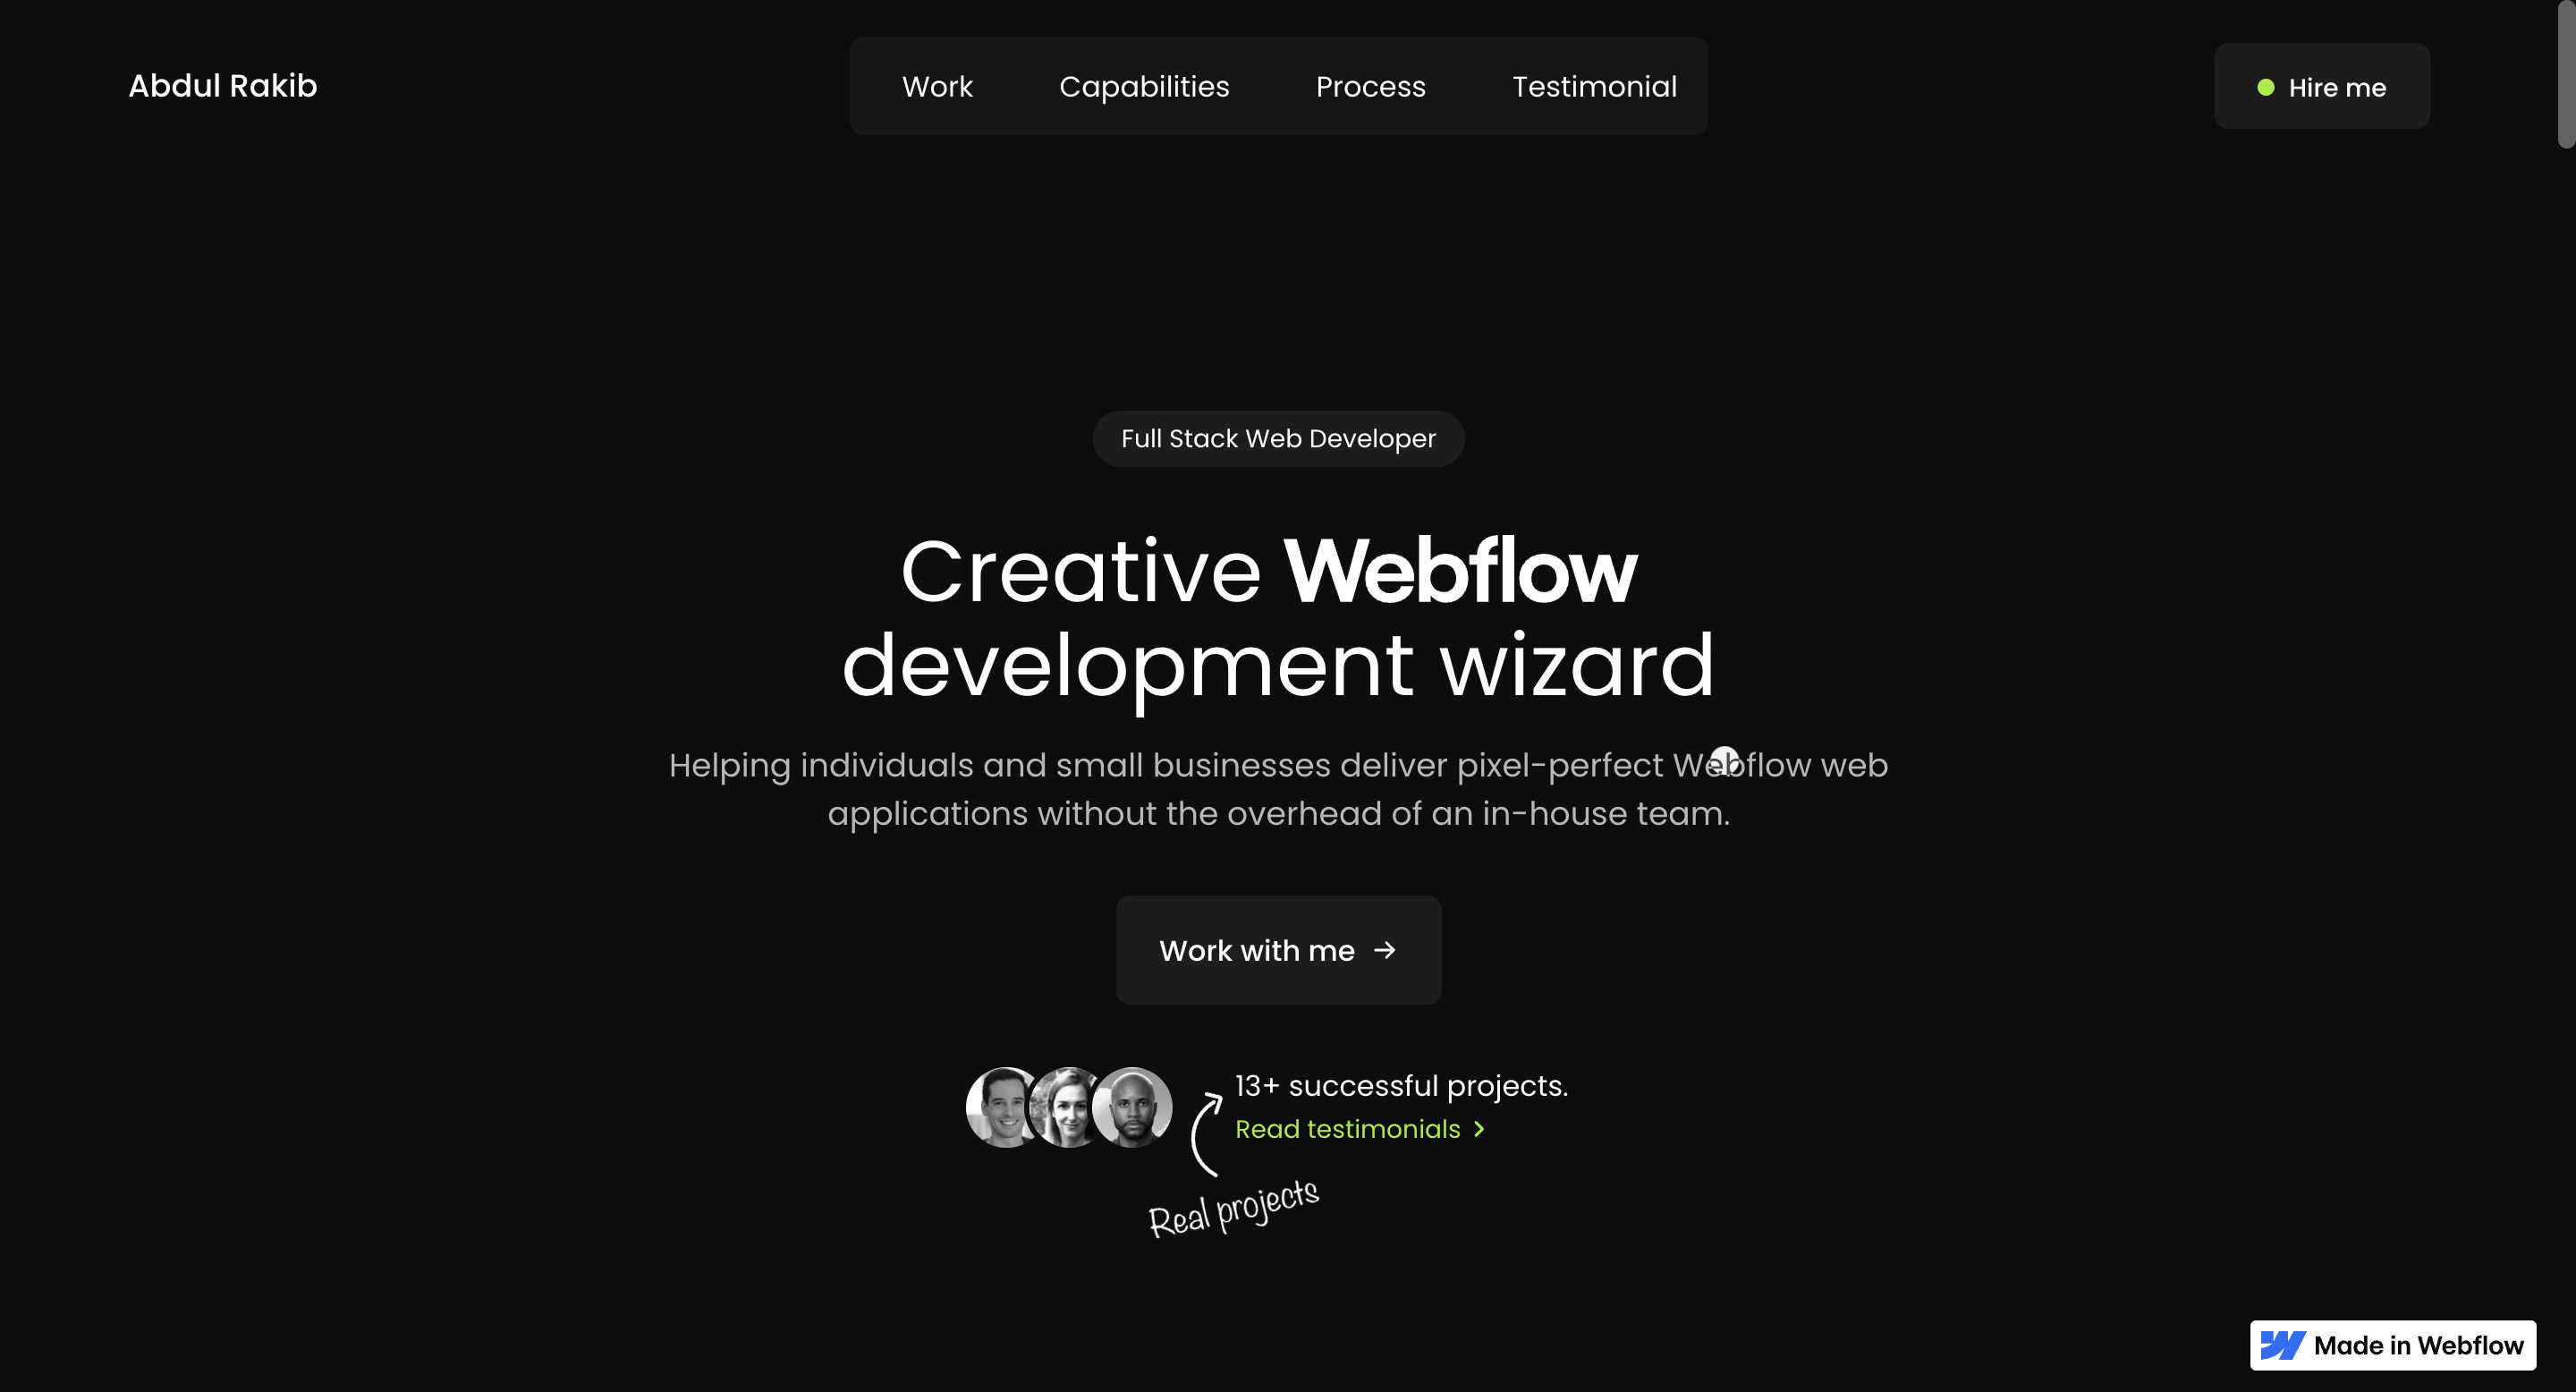 Abdul Rakib
Work
Capabilities
Process
Testimonial
Hire me
Full Stack Web Developer
Creative Webflow
development wizard
Helping individuals and small businesses deliver pixel-perfect Webflow web
applications without the overhead of an in-house team.
Work with me →
13+ successful projects.
Read testimonials >
Real projects
Made in Webflow